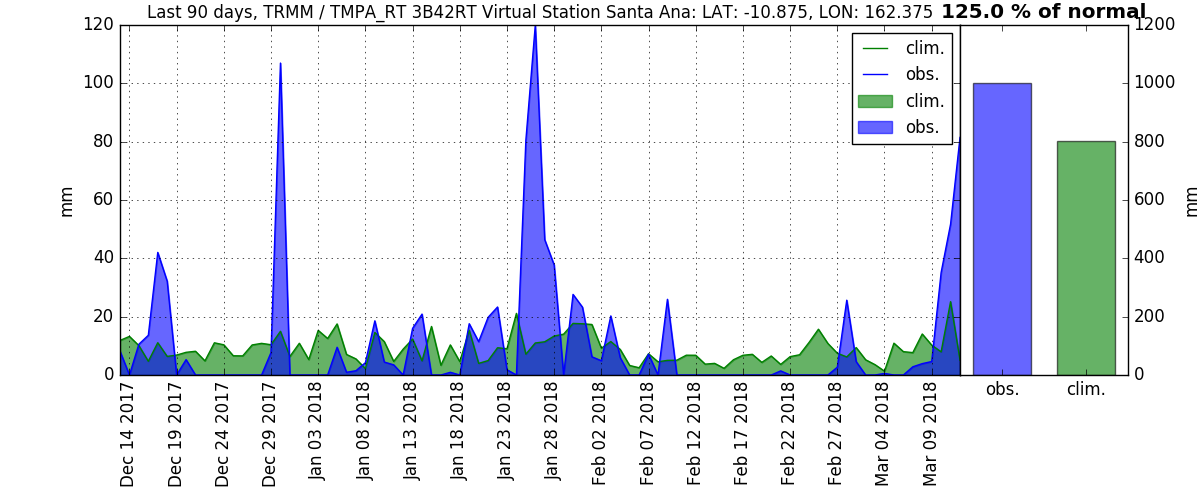 Last 90 days, TRMM / TMPA_RT 3B42RT Virtual Station Santa Ana: LAT: -10.875, LON: 162.375 125.0 % of normal
120
100
80
60
40
20
0
mm
clim.
obs.
clim.
obs.
1200
1000
800
600
400
200
0
mm
obs. clim.
Dec 14 2017
Dec 19 2017
Dec 24 2017
Dec 29 2017
Jan 03 2018
Jan 08 2018
Jan 13 2018
Jan 18 2018
Jan 23 2018
Jan 28 2018
Feb 02 2018
Feb 07 2018
Feb 12 2018
Feb 17 2018
Feb 22 2018
Feb 27 2018
Mar 04 2018
Mar 09 2018